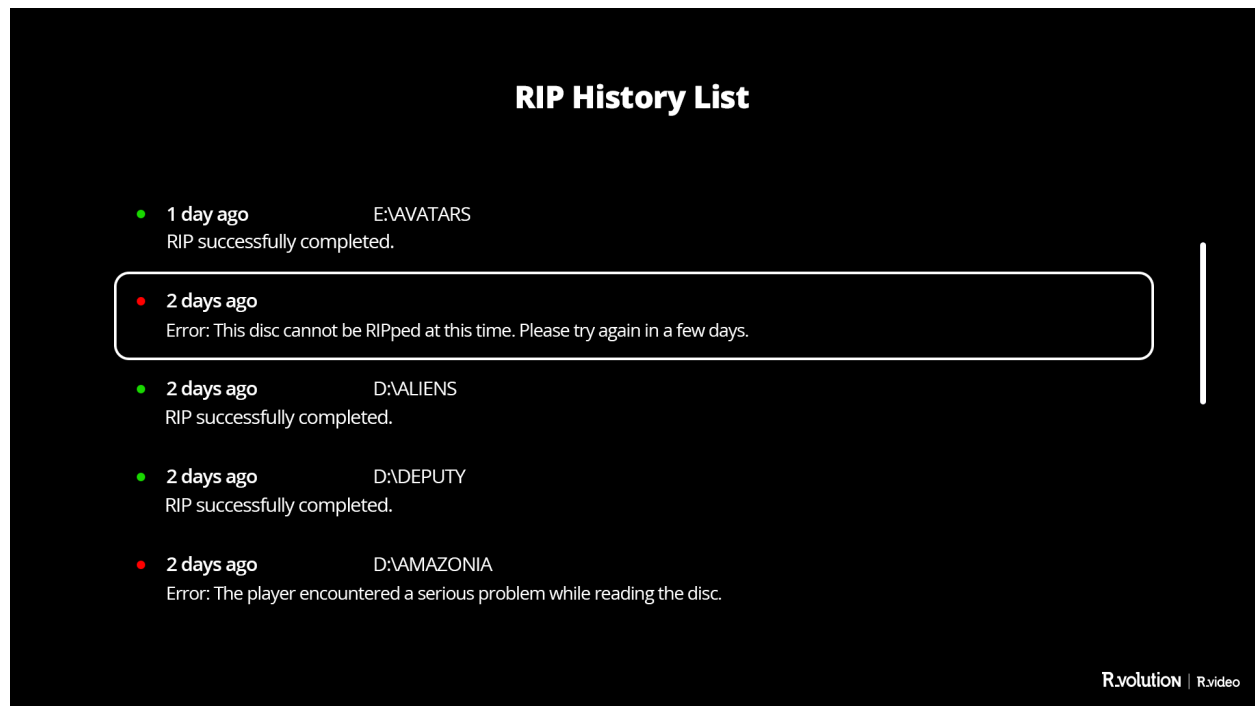 RIP History List
1 day ago E:\AVATARS
RIP successfully completed.
2 days ago
Error: This disc cannot be RIPped at this time. Please try again in a few days.
2 days ago D:\ALIENS
RIP successfully completed.
2 days ago D:\DEPUTY
RIP successfully completed.
2 days ago D:\AMAZONIA
Error: The player encountered a serious problem while reading the disc.
R_volution | R_video